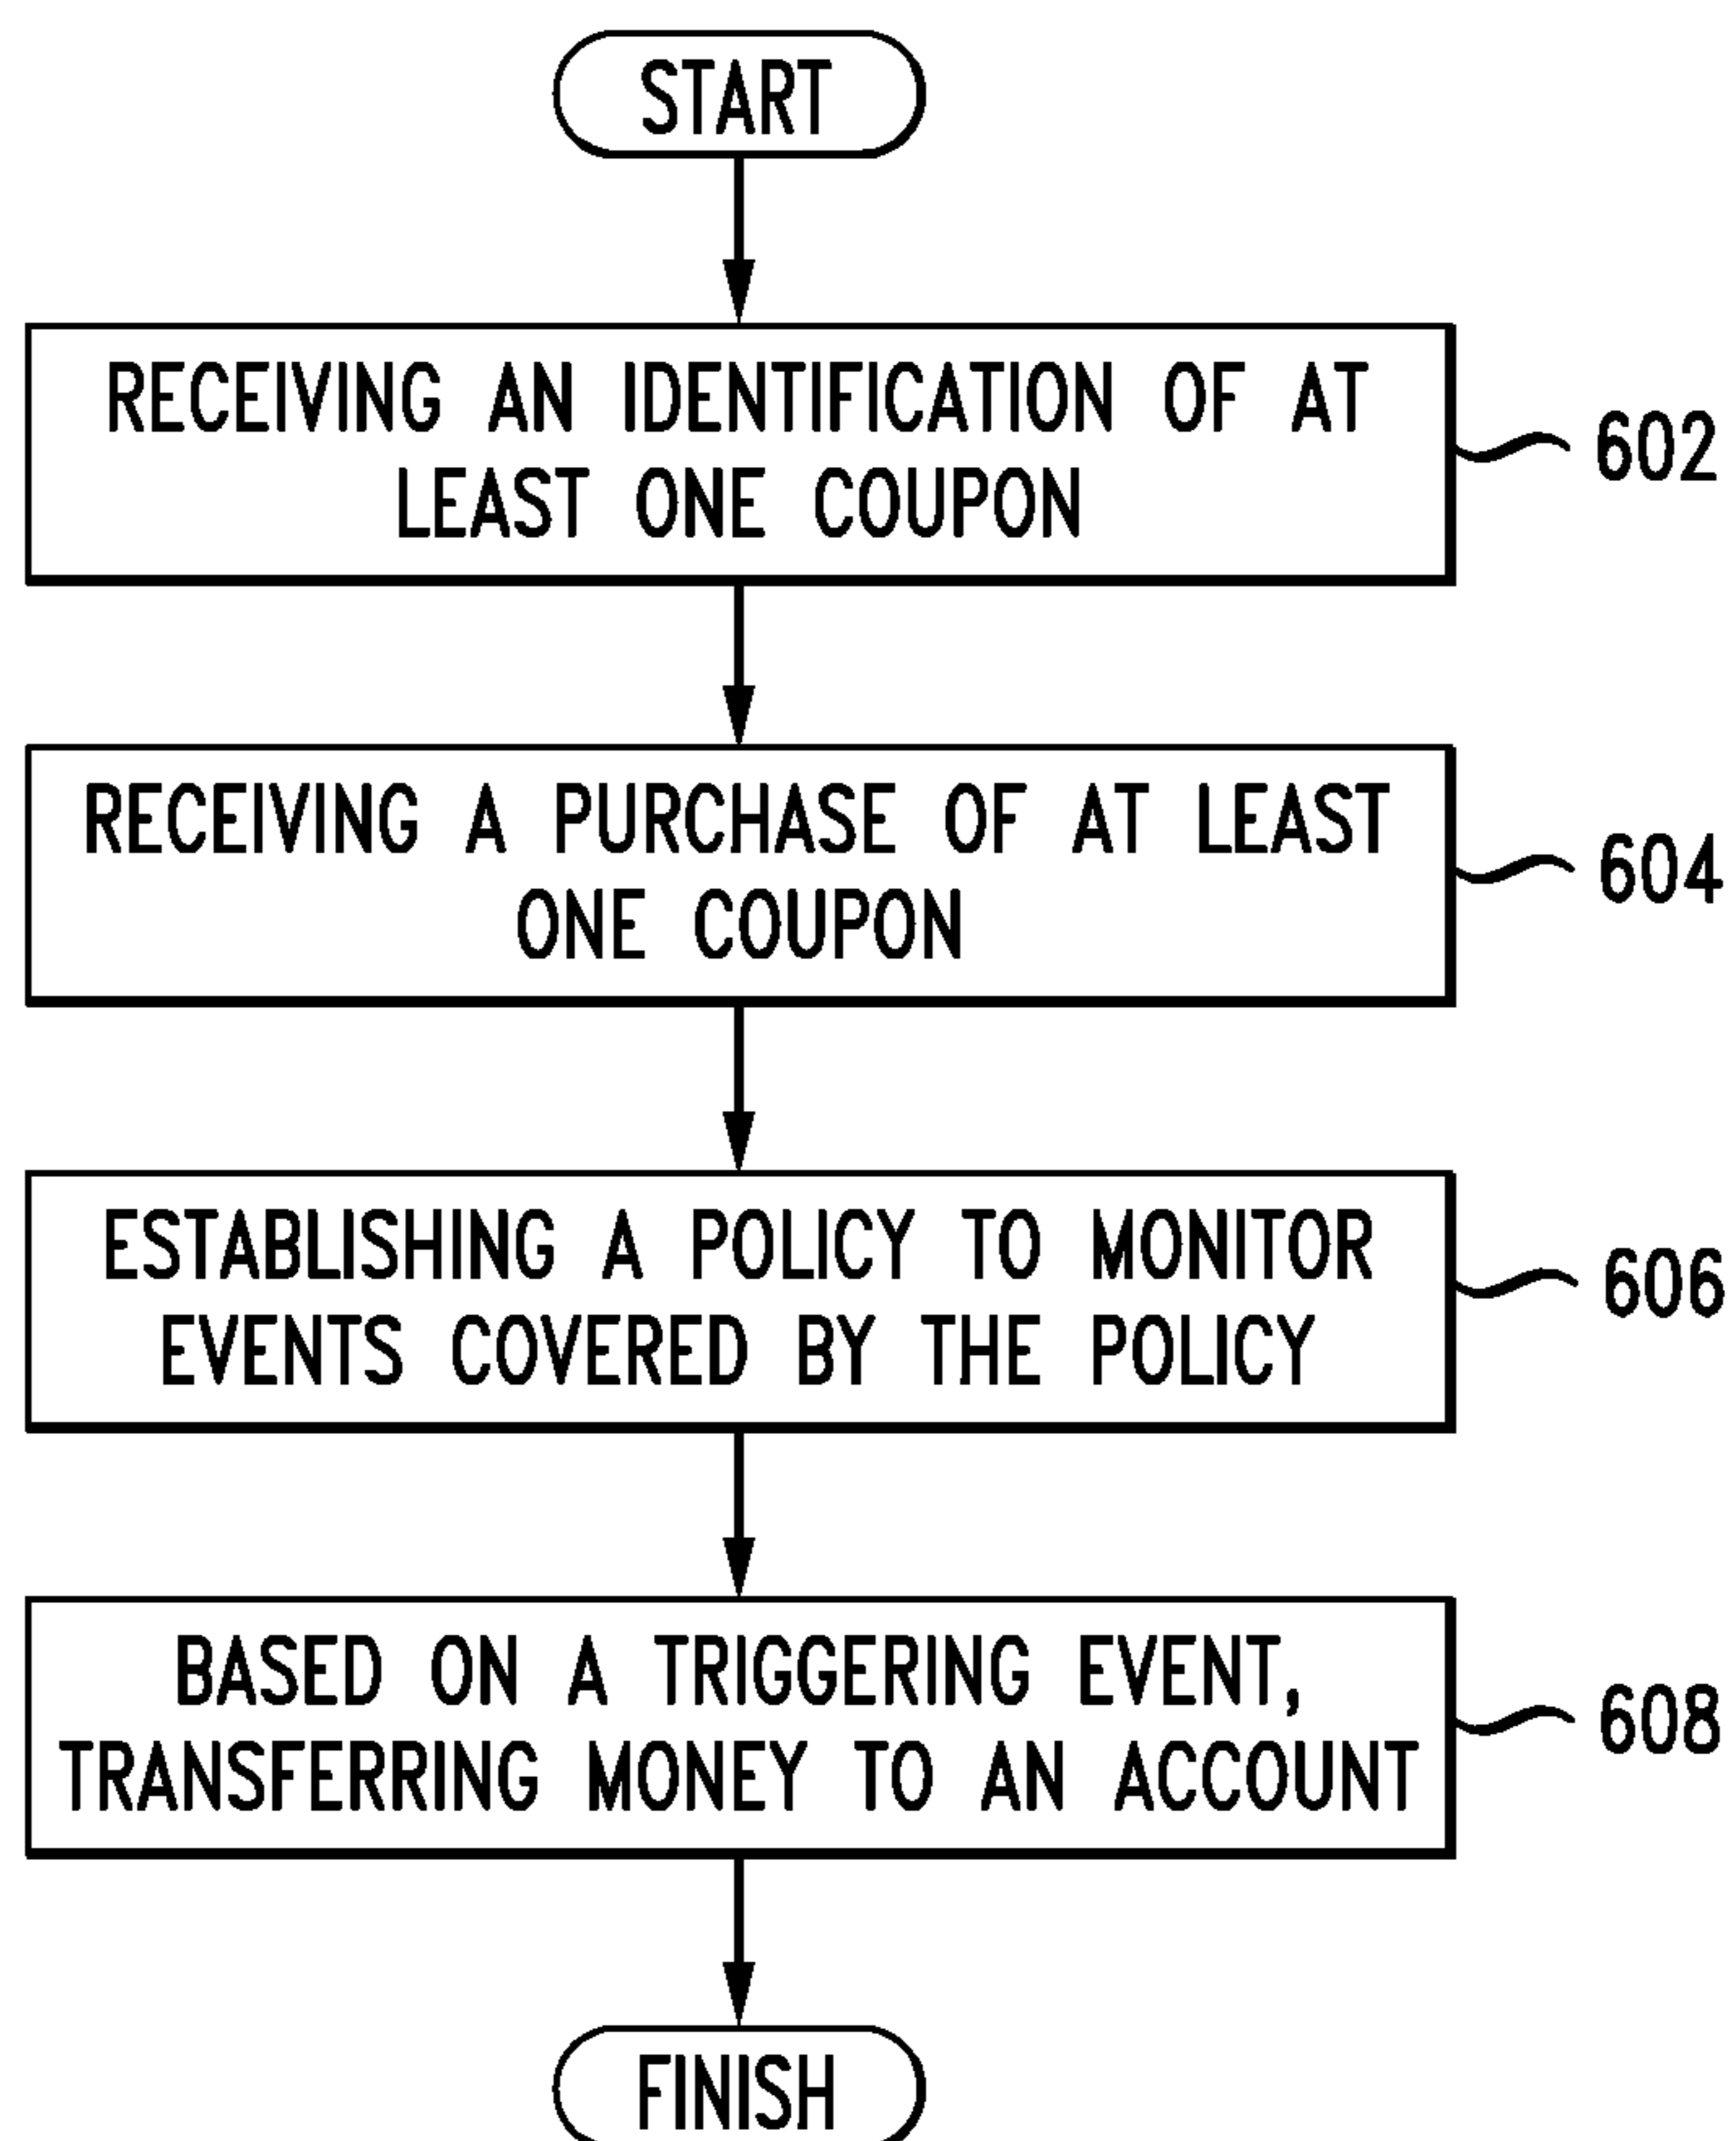 START
RECEIVING AN IDENTIFICATION OF AT
LEAST ONE COUPON
602
RECEIVING A PURCHASE OF AT LEAST
ONE COUPON
604
ESTABLISHING A POLICY TO MONITOR
EVENTS COVERED BY THE POLICY
606
BASED ON A TRIGGERING EVENT,
TRANSFERRING MONEY TO AN ACCOUNT
608
FINISH